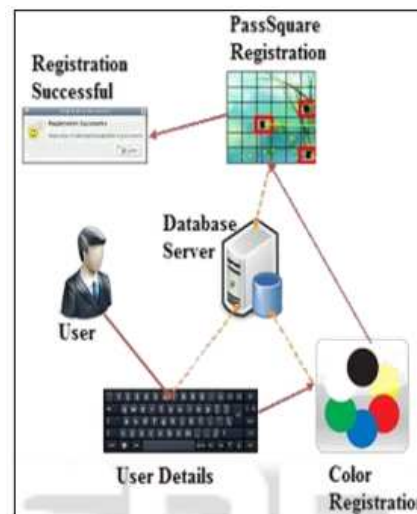 PassSquare
Registration
Registration
Successful
Database
Server
User
User Details
Color
Registration